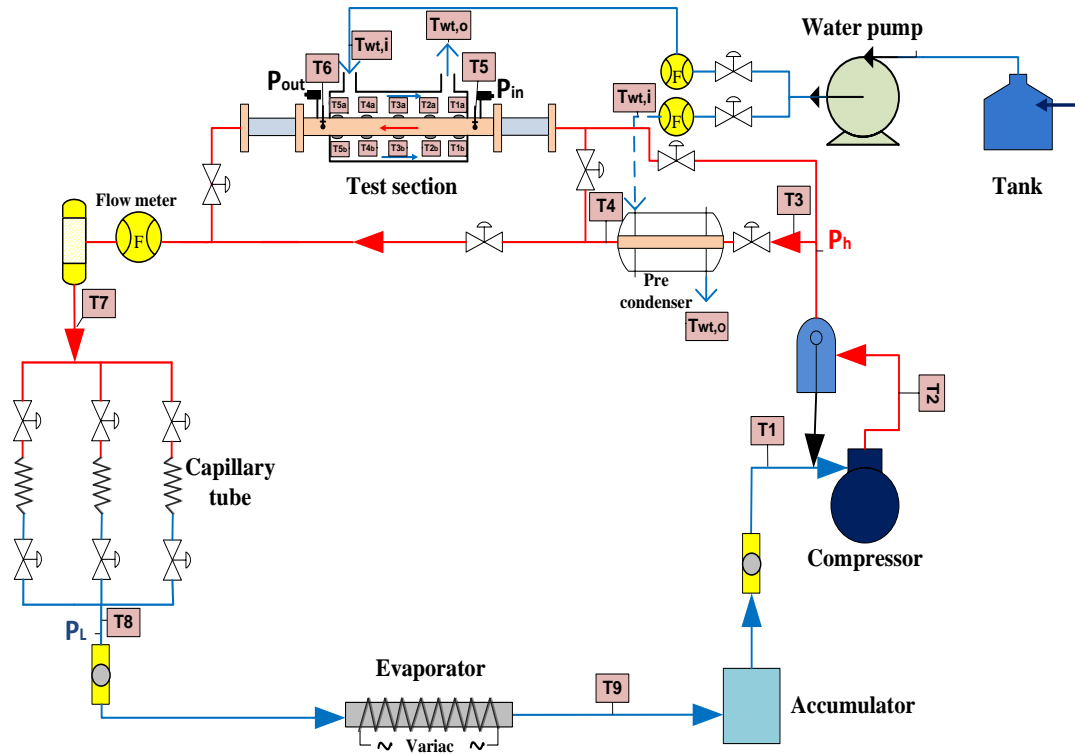 Water pump
Twt,i
Twt,o
T6
T5
Pout
Pin
F
Twt,i
F
T5a T4a T3a T2a T1a
T5b T4b T3b T2b T1b
Test section
Tank
Flow meter
F
T4
T3
Ph
Pre
condenser
Twt,o
T7
T2
T1
Capillary
tube
Compressor
T8
PL
Evaporator
T9
Accumulator
~ Variac ~